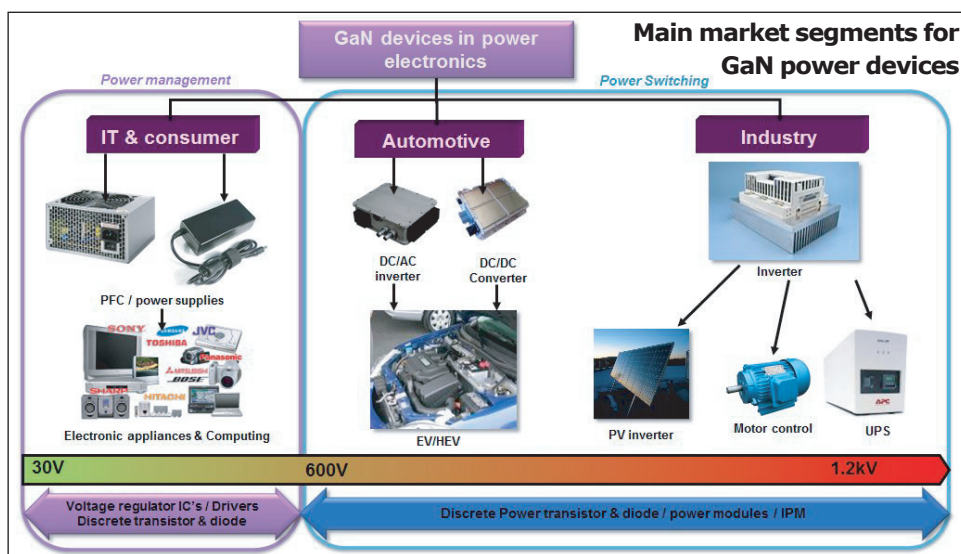 Main market segments for
GaN power devices
GaN devices in power
electronics
Power management
Power Switching
IT & consumer
Automotive
Industry
DC/AC
inverter
DC/DC
Converter
Inverter
PFC / power supplies
SONY
SAMSUNG
JVC
TOSHIBA
Panasonic
MITSUBISHI
BOSE
SHARP
HITACHI
APC
Electronic appliances & Computing
EV/HEV
PV inverter
Motor control
UPS
30V
600V
1.2kV
Voltage regulator IC's / Drivers
Discrete transistor & diode
Discrete Power transistor & diode / power modules / IPM